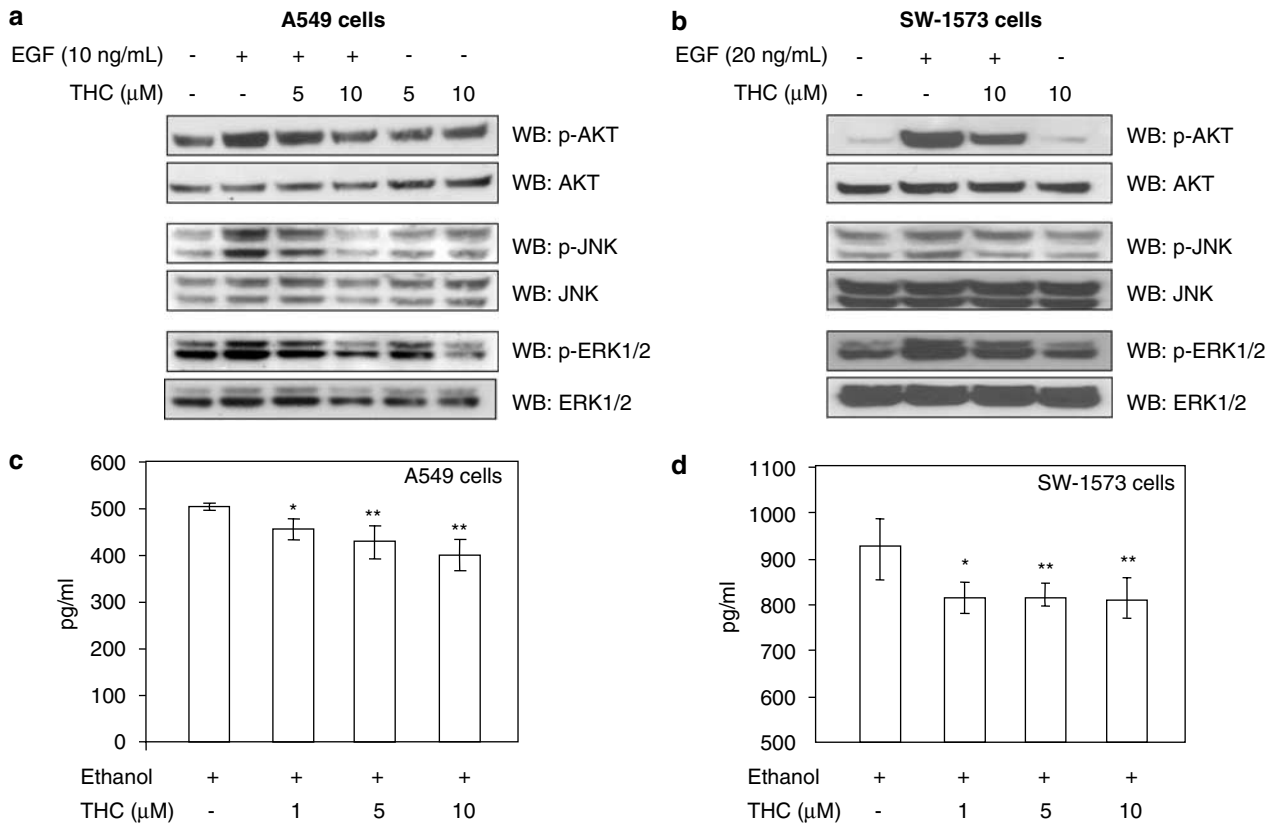 a
A549 cells
EGF (10 ng/mL) - + + + - -
THC (μM) - - 5 10 5 10
WB: p-AKT
WB: AKT
WB: p-JNK
WB: JNK
WB: p-ERK1/2
WB: ERK1/2
b
SW-1573 cells
EGF (20 ng/mL) - + + -
THC (μM) - - 10 10
WB: p-AKT
WB: AKT
WB: p-JNK
WB: JNK
WB: p-ERK1/2
WB: ERK1/2
c
A549 cells
pg/ml
600
500
400
300
200
100
0
* ** **
Ethanol + + + +
THC (μM) - 1 5 10
d
SW-1573 cells
pg/ml
1100
1000
900
800
700
600
500
* ** **
Ethanol + + + +
THC (μM) - 1 5 10